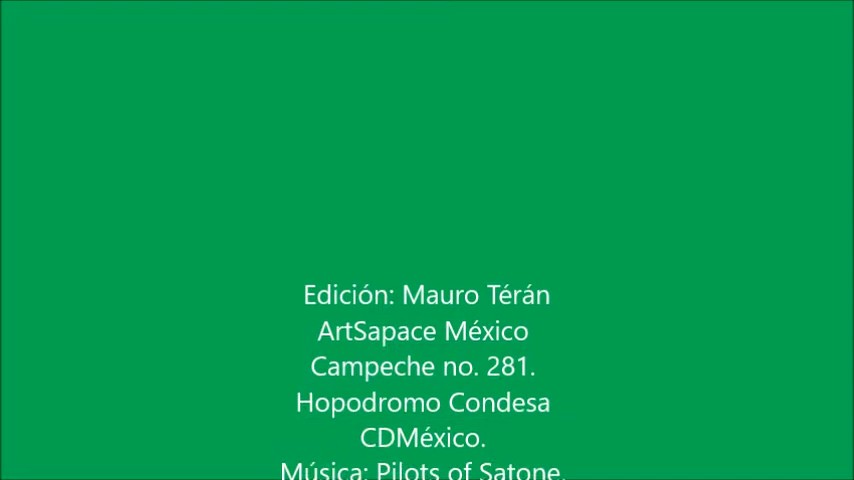 Edición: Mauro Térán
ArtSapace México
Campeche no. 281.
Hopodromo Condesa
CDMéxico.
Música: Pilots of Satone.